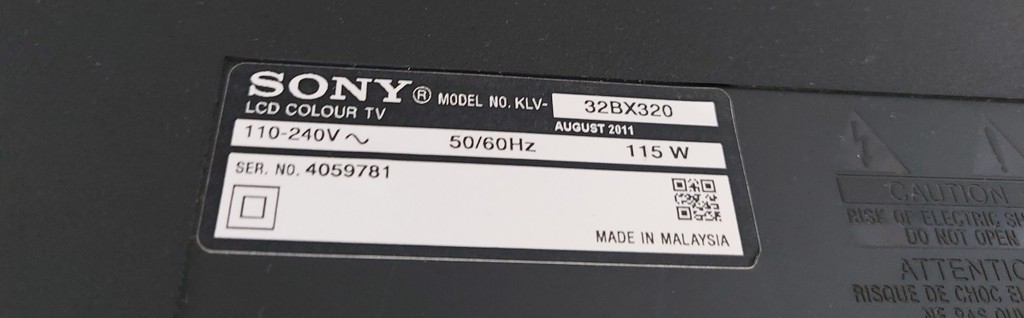 SONY® MODEL NO. KLV- 32BX320
LCD COLOUR TV
AUGUST 2011
110-240V ~ 50/60Hz 115 W
SER. NO. 4059781
MADE IN MALAYSIA
CAUTION
RISK OF ELECTRIC
DO NOT OPEN
RISQUE DE CHOC